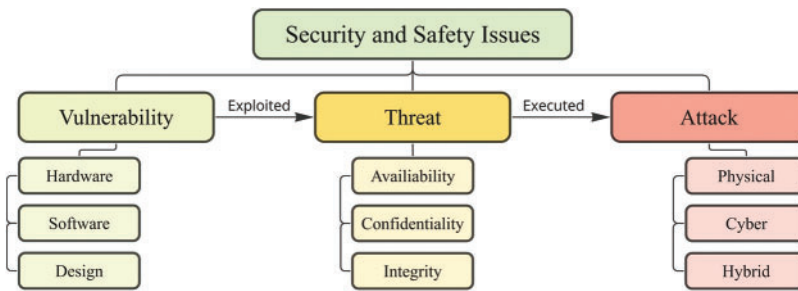 Security and Safety Issues
Vulnerability
Exploited
Threat
Executed
Attack
Hardware
Availiability
Physical
Software
Confidentiality
Cyber
Design
Integrity
Hybrid